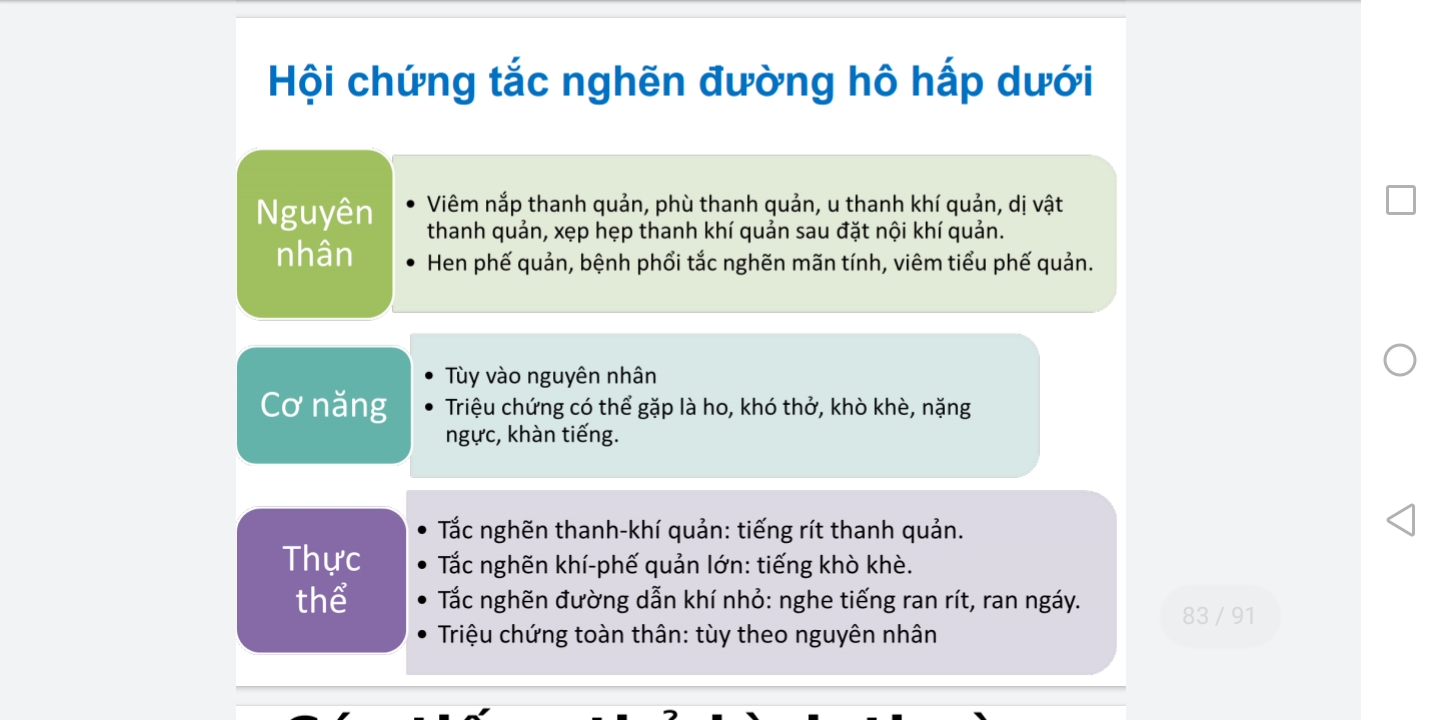 Hội chứng tắc nghẽn đường hô hấp dưới
Nguyên
nhân
• Viêm nắp thanh quản, phù thanh quản, u thanh khí quản, dị vật
thanh quản, xẹp hẹp thanh khí quản sau đặt nội khí quản.
• Hen phế quản, bệnh phổi tắc nghẽn mãn tính, viêm tiểu phế quản.
Cơ năng
• Tùy vào nguyên nhân
• Triệu chứng có thể gặp là ho, khó thở, khò khè, nặng
ngực, khàn tiếng.
Thực
thể
• Tắc nghẽn thanh-khí quản: tiếng rít thanh quản.
• Tắc nghẽn khí-phế quản lớn: tiếng khò khè.
• Tắc nghẽn đường dẫn khí nhỏ: nghe tiếng ran rít, ran ngáy.
• Triệu chứng toàn thân: tùy theo nguyên nhân
83 / 91